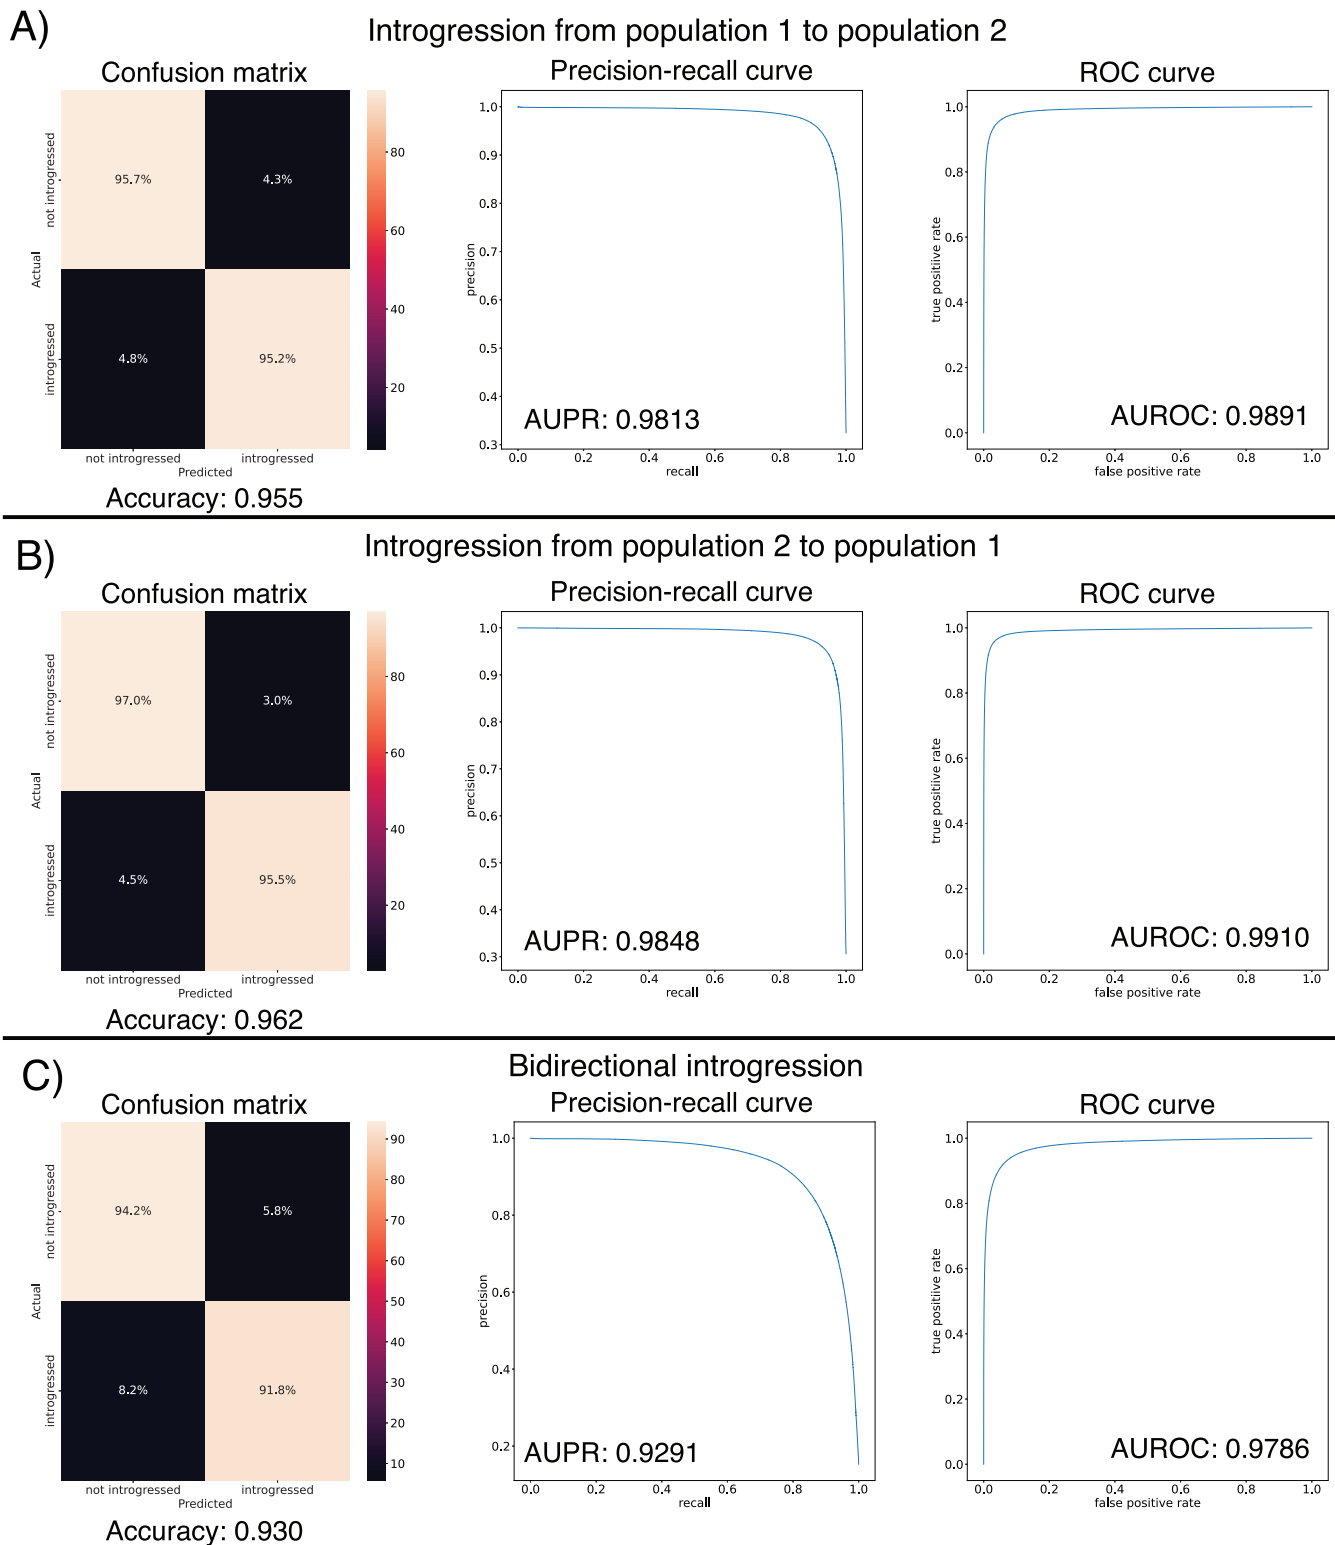 A)
Introgression from population 1 to population 2
Confusion matrix
Precision-recall curve
ROC curve
not introgressed
Actual
introgressed
95.7%
4.3%
4.8%
95.2%
not introgressed
introgressed
Predicted
80
60
40
20
Accuracy: 0.955
precision
1.0
0.9
0.8
0.7
0.6
0.5
0.4
0.3
AUPR: 0.9813
0.0 0.2 0.4 0.6 0.8 1.0
recall
true positiive rate
1.0
0.8
0.6
0.4
0.2
0.0
AUROC: 0.9891
0.0 0.2 0.4 0.6 0.8 1.0
false positive rate
B)
Introgression from population 2 to population 1
Confusion matrix
Precision-recall curve
ROC curve
not introgressed
Actual
introgressed
97.0%
3.0%
4.5%
95.5%
not introgressed
introgressed
Predicted
80
60
40
20
Accuracy: 0.962
precision
1.0
0.9
0.8
0.7
0.6
0.5
0.4
0.3
AUPR: 0.9848
0.0 0.2 0.4 0.6 0.8 1.0
recall
true positiive rate
1.0
0.8
0.6
0.4
0.2
0.0
AUROC: 0.9910
0.0 0.2 0.4 0.6 0.8 1.0
false positive rate
C)
Bidirectional introgression
Confusion matrix
Precision-recall curve
ROC curve
not introgressed
Actual
introgressed
94.2%
5.8%
8.2%
91.8%
not introgressed
introgressed
Predicted
90
80
70
60
50
40
30
20
10
Accuracy: 0.930
precision
1.0
0.8
0.6
0.4
0.2
AUPR: 0.9291
0.0 0.2 0.4 0.6 0.8 1.0
recall
true positiive rate
1.0
0.8
0.6
0.4
0.2
0.0
AUROC: 0.9786
0.0 0.2 0.4 0.6 0.8 1.0
false positive rate